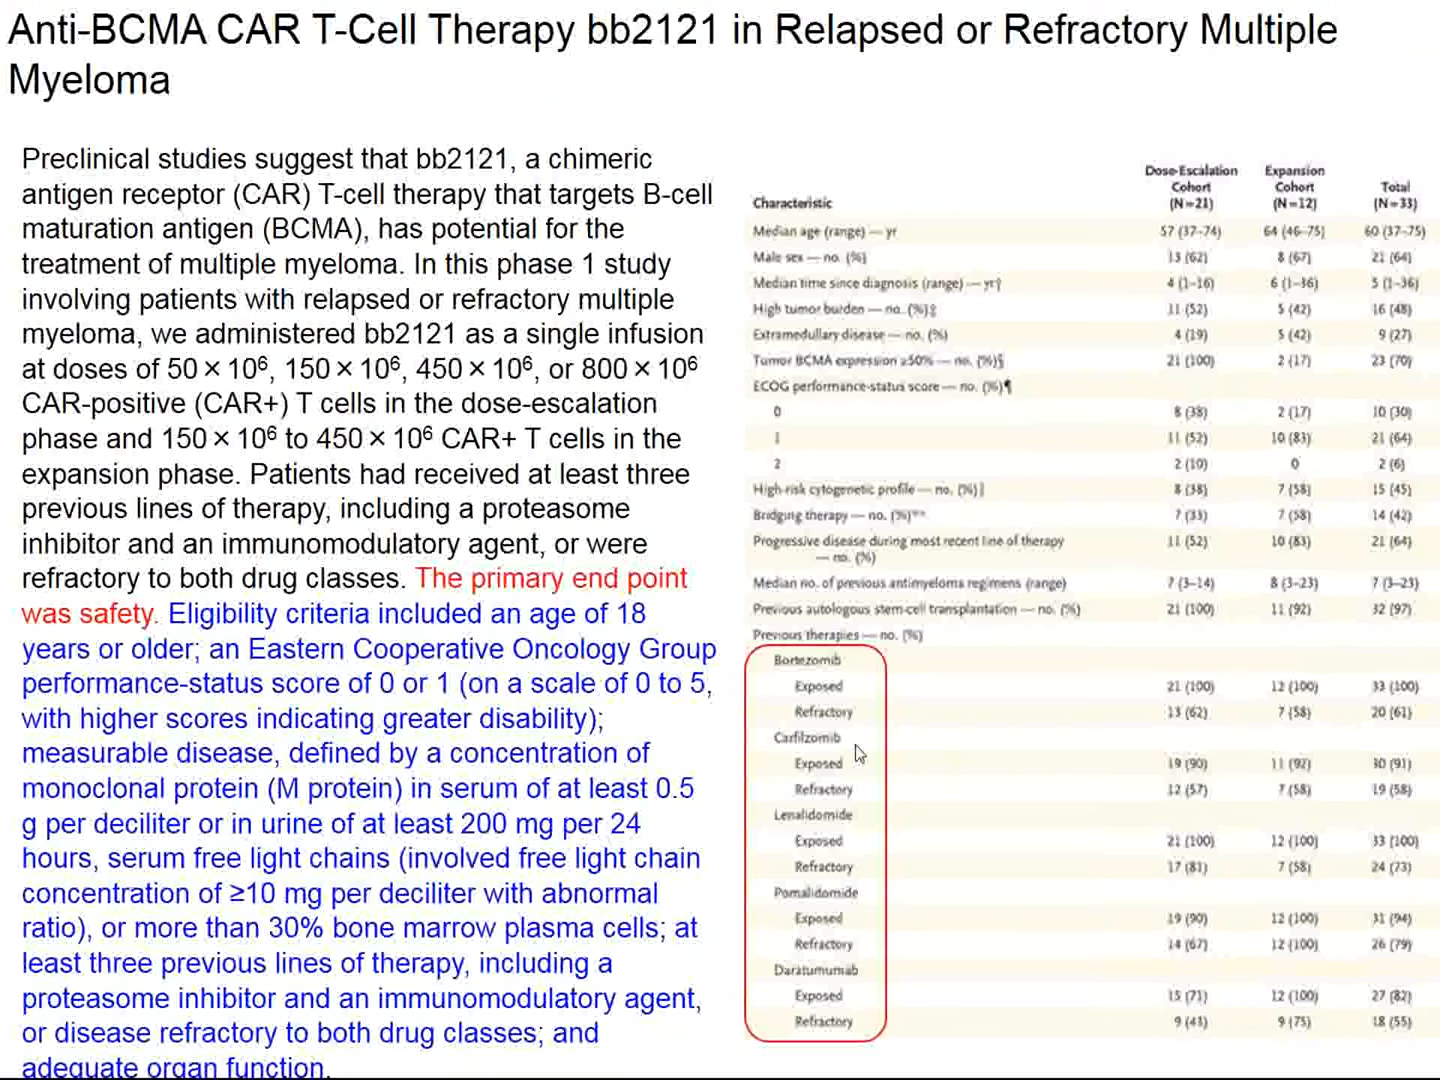 Anti-BCMA CAR T-Cell Therapy bb2121 in Relapsed or Refractory Multiple
Myeloma
Preclinical studies suggest that bb2121, a chimeric
antigen receptor (CAR) T-cell therapy that targets B-cell
maturation antigen (BCMA), has potential for the
treatment of multiple myeloma. In this phase 1 study
involving patients with relapsed or refractory multiple
myeloma, we administered bb2121 as a single infusion
at doses of 50 × 10⁶, 150 × 10⁶, 450 × 10⁶, or 800 × 10⁶
CAR-positive (CAR+) T cells in the dose-escalation
phase and 150 × 10⁶ to 450 × 10⁶ CAR+ T cells in the
expansion phase. Patients had received at least three
previous lines of therapy, including a proteasome
inhibitor and an immunomodulatory agent, or were
refractory to both drug classes. The primary end point
was safety. Eligibility criteria included an age of 18
years or older; an Eastern Cooperative Oncology Group
performance-status score of 0 or 1 (on a scale of 0 to 5,
with higher scores indicating greater disability);
measurable disease, defined by a concentration of
monoclonal protein (M protein) in serum of at least 0.5
g per deciliter or in urine of at least 200 mg per 24
hours, serum free light chains (involved free light chain
concentration of ≥10 mg per deciliter with abnormal
ratio), or more than 30% bone marrow plasma cells; at
least three previous lines of therapy, including a
proteasome inhibitor and an immunomodulatory agent,
or disease refractory to both drug classes; and
adequate organ function.
Characteristic Dose-Escalation Cohort (N=21) Expansion Cohort (N=12) Total (N=33)
Median age (range) — yr 57 (37–74) 64 (46–75) 60 (37–75)
Male sex — no. (%) 13 (62) 8 (67) 21 (64)
Median time since diagnosis (range) — yr† 4 (1–16) 6 (1–36) 5 (1–36)
High tumor burden — no. (%)‡ 11 (52) 5 (42) 16 (48)
Extramedullary disease — no. (%) 4 (19) 5 (42) 9 (27)
Tumor BCMA expression ≥50% — no. (%)§ 21 (100) 2 (17) 23 (70)
ECOG performance-status score — no. (%)¶
0 8 (38) 2 (17) 10 (30)
1 11 (52) 10 (83) 21 (64)
2 2 (10) 0 2 (6)
High-risk cytogenetic profile — no. (%)‖ 8 (38) 7 (58) 15 (45)
Bridging therapy — no. (%)** 7 (33) 7 (58) 14 (42)
Progressive disease during most recent line of therapy 11 (52) 10 (83) 21 (64)
— no. (%)
Median no. of previous antimyeloma regimens (range) 7 (3–14) 8 (3–23) 7 (3–23)
Previous autologous stem-cell transplantation — no. (%) 21 (100) 11 (92) 32 (97)
Previous therapies — no. (%)
Bortezomib
Exposed 21 (100) 12 (100) 33 (100)
Refractory 13 (62) 7 (58) 20 (61)
Carfilzomib
Exposed 19 (90) 11 (92) 30 (91)
Refractory 12 (57) 7 (58) 19 (58)
Lenalidomide
Exposed 21 (100) 12 (100) 33 (100)
Refractory 17 (81) 7 (58) 24 (73)
Pomalidomide
Exposed 19 (90) 12 (100) 31 (94)
Refractory 14 (67) 12 (100) 26 (79)
Daratumumab
Exposed 15 (71) 12 (100) 27 (82)
Refractory 9 (43) 9 (75) 18 (55)